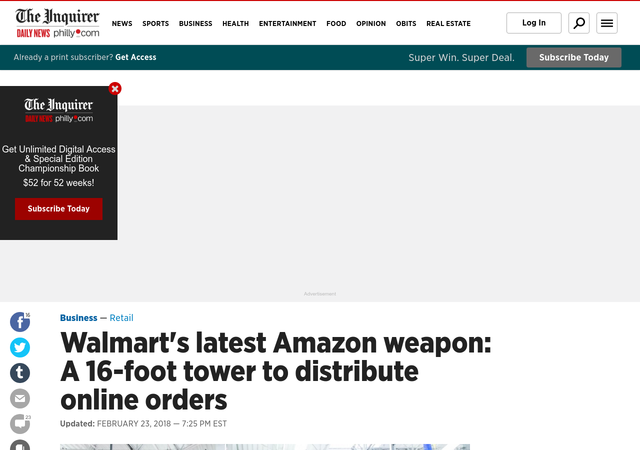 The Inquirer
DAILY NEWS philly.com
NEWS SPORTS BUSINESS HEALTH ENTERTAINMENT FOOD OPINION OBITS REAL ESTATE
Log In
Already a print subscriber? Get Access
Super Win. Super Deal.
Subscribe Today
The Inquirer
DAILY NEWS philly.com
Get Unlimited Digital Access
& Special Edition
Championship Book
$52 for 52 weeks!
Subscribe Today
Advertisement
16
23
Business — Retail
Walmart's latest Amazon weapon:
A 16-foot tower to distribute
online orders
Updated: FEBRUARY 23, 2018 — 7:25 PM EST